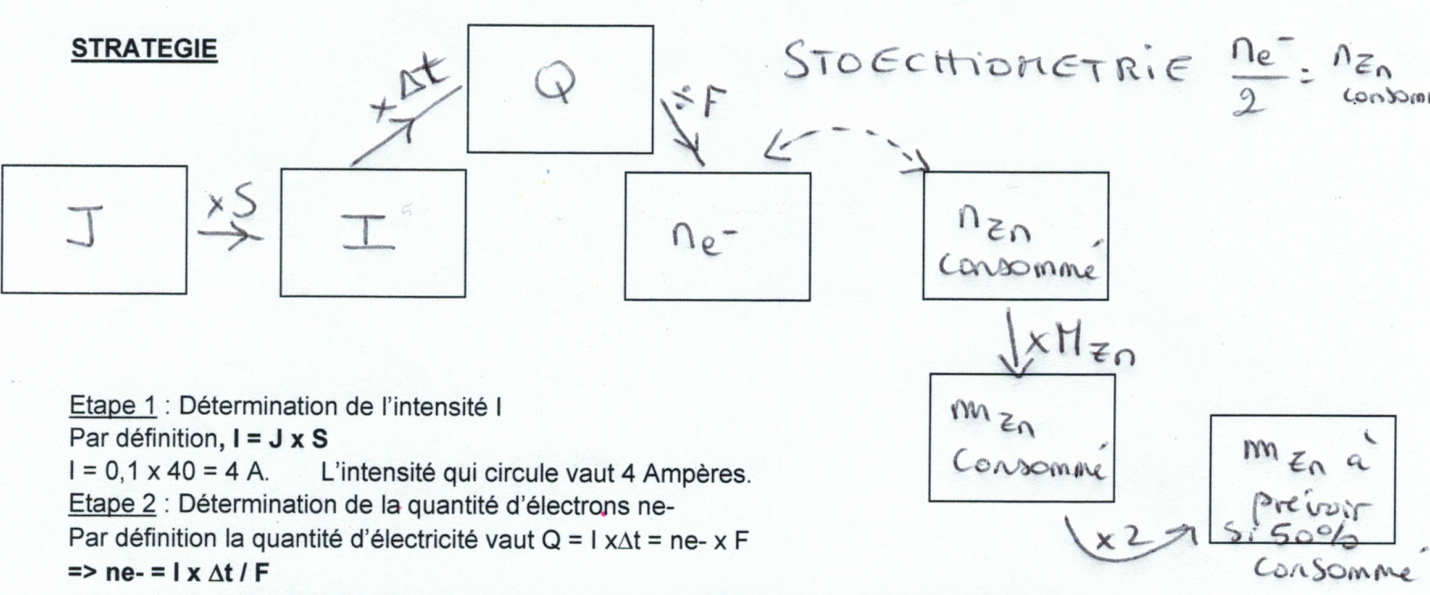 STRATEGIE
x Δt
Q
÷ F
STOECHIOMETRIE ne-/2 = nZn
J
x S
I
ne-
nZn
consommé
x MZn
mZn
consommé
mZn à
prévoir
si 50%
consommé
x 2
Etape 1 : Détermination de l'intensité I
Par définition, I = J x S
I = 0,1 x 40 = 4 A. L'intensité qui circule vaut 4 Ampères.
Etape 2 : Détermination de la quantité d'électrons ne-
Par définition la quantité d'électricité vaut Q = I xΔt = ne- x F
=> ne- = I x Δt / F